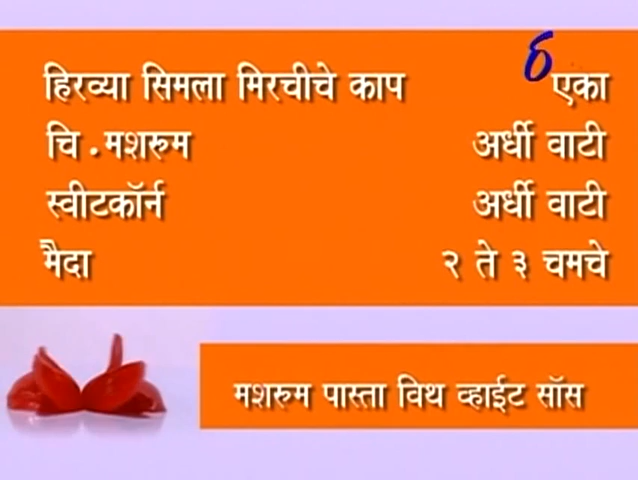 हिरव्या सिमला मिरचीचे काप एका
चि . मशरुम अर्धी वाटी
स्वीटकॉर्न अर्धी वाटी
मैदा २ ते ३ चमचे
मशरुम पास्ता विथ व्हाईट सॉस